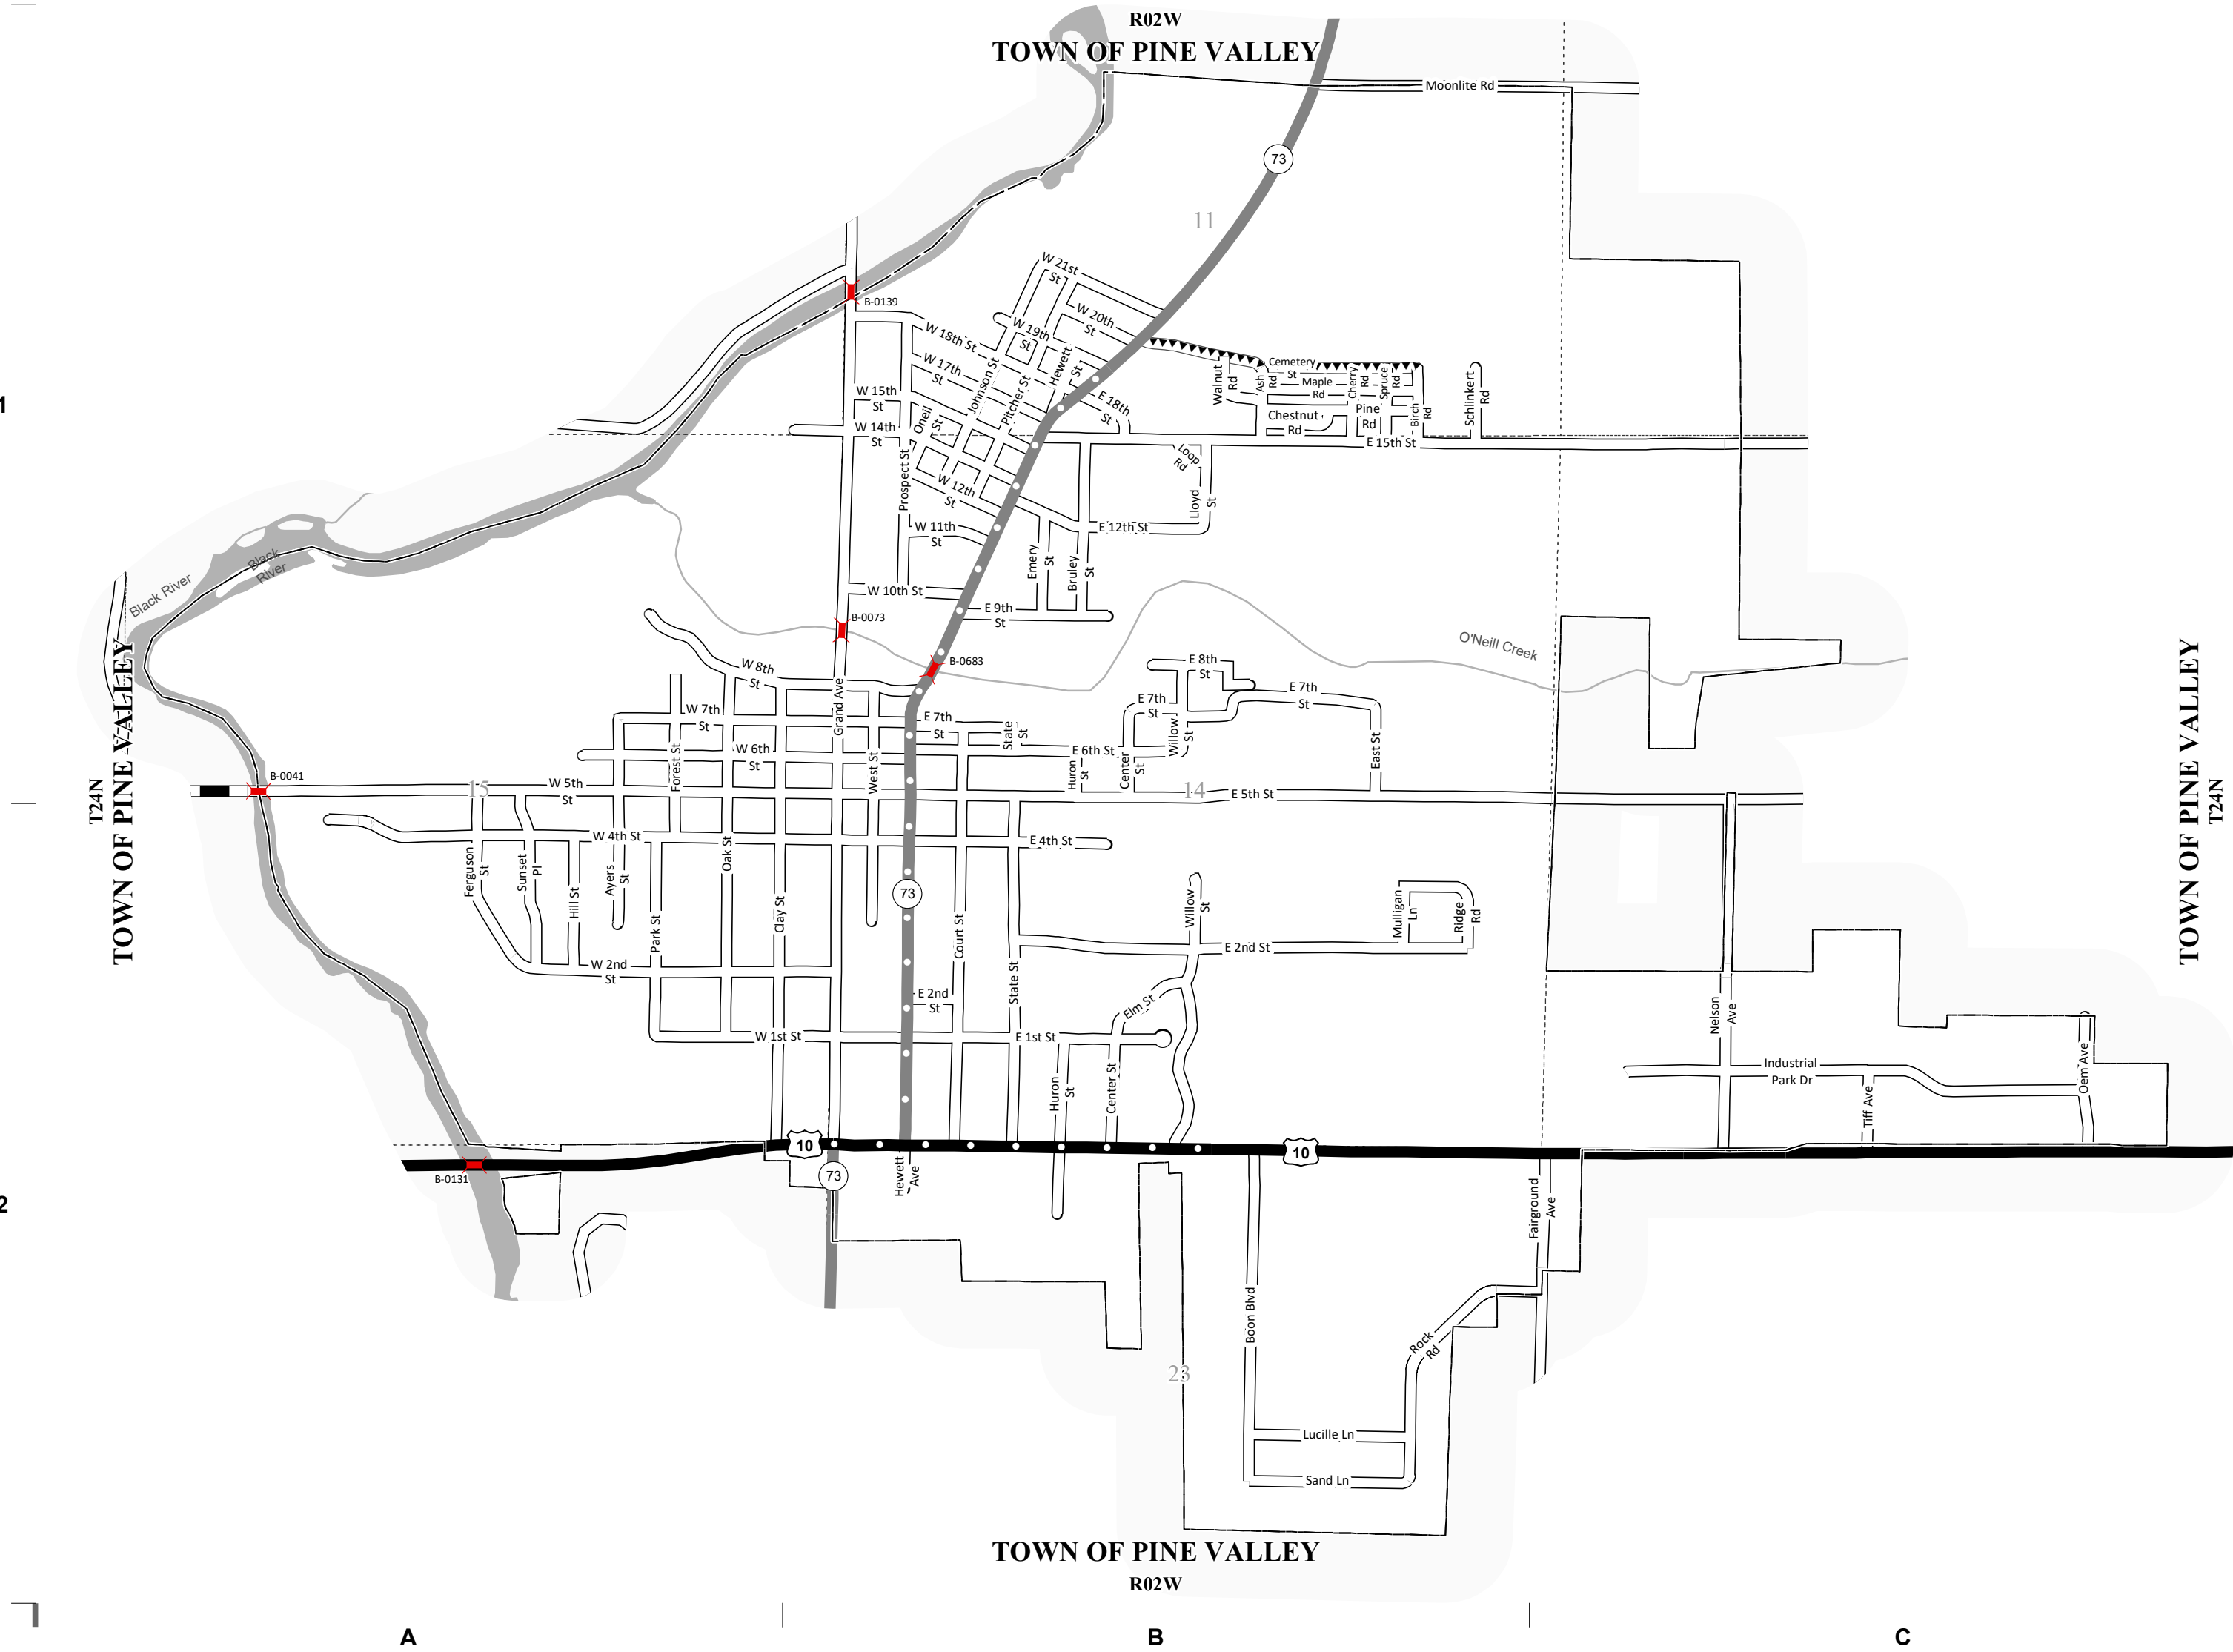 R02W
TOWN OF PINE VALLEY
Moonlite Rd
73
11
W 21st
St
B-0139
W 20th
St
W 19th
St
W 18th St
W 17th
St
Hewett
St
Johnson St
Pitcher St
Oneil
St
E 18th
St
Cemetery
St
Walnut
Rd
Ash
Rd
Maple
Rd
Cherry
Rd
Spruce
Rd
Chestnut
Rd
Pine
Rd
Birch
Rd
Schlinkert
Rd
1
W 15th
St
W 14th
St
E 15th St
Loop
Rd
Prospect St
W 12th
St
Lloyd
St
W 11th
St
E 12th St
Emery
St
Bruley
St
Black River
Black
River
W 10th St
E 9th
St
B-0073
B-0683
O'Neill Creek
W 8th
St
E 8th
St
Grand Ave
W 7th
St
E 7th
St
State
St
E 7th
St
E 7th
St
Willow
St
W 6th
St
E 6th St
Forest St
West St
Huron
St
Center
St
East St
B-0041
15
W 5th
St
14
E 5th St
TOWN OF PINE VALLEY
T24N
TOWN OF PINE VALLEY
T24N
W 4th St
E 4th St
Ferguson
St
Sunset
Pl
Hill St
Ayers
St
Oak St
Park St
Clay St
73
Court St
Willow
St
Mulligan
Ln
Ridge
Rd
E 2nd St
W 2nd
St
State St
E 2nd
St
Elm St
Nelson
Ave
W 1st St
E 1st St
Huron
St
Center St
Industrial
Park Dr
Tiff Ave
Oem Ave
10
10
B-0131
73
Hewett
Ave
2
Fairground
Ave
Boon Blvd
Rock
Rd
23
Lucille Ln
Sand Ln
TOWN OF PINE VALLEY
R02W
A
B
C